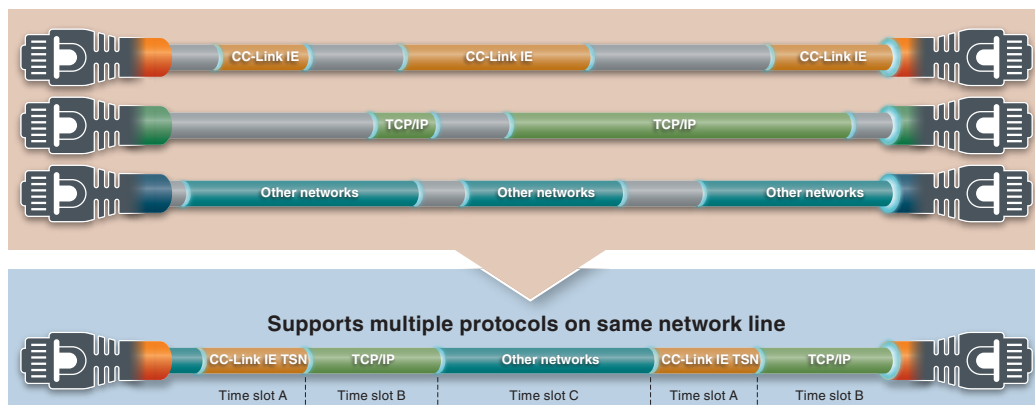 CC-Link IE CC-Link IE CC-Link IE
TCP/IP TCP/IP
Other networks Other networks Other networks
Supports multiple protocols on same network line
CC-Link IE TSN TCP/IP Other networks CC-Link IE TSN TCP/IP
Time slot A Time slot B Time slot C Time slot A Time slot B